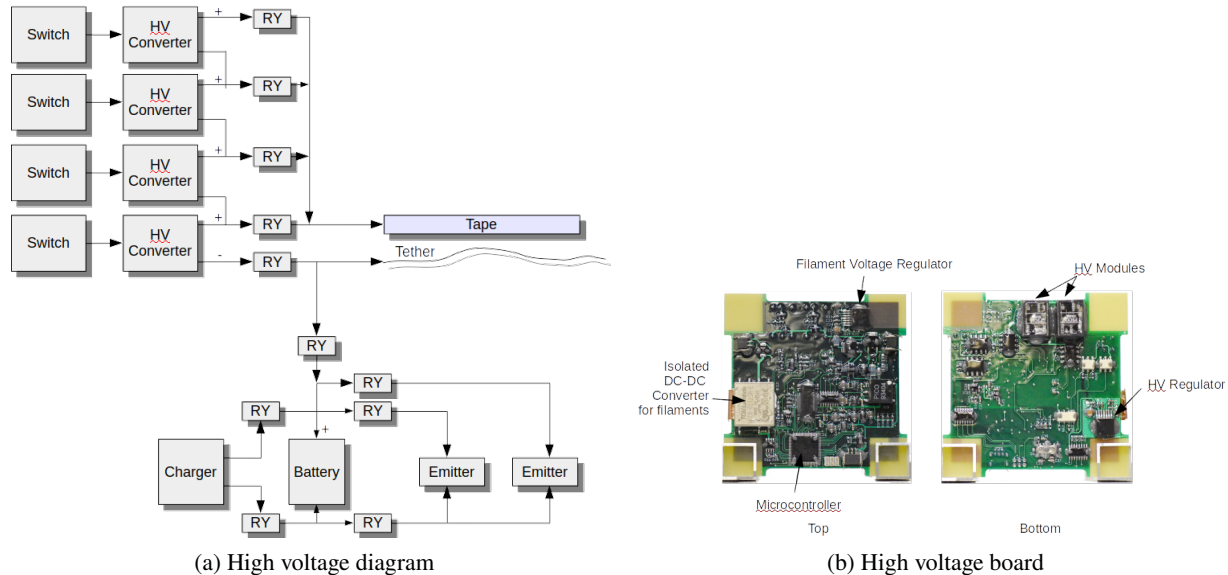 Switch
HV
Converter
+
RY
Switch
HV
Converter
+
RY
Switch
HV
Converter
+
RY
Switch
HV
Converter
+
RY
Tape
-
RY
Tether
RY
RY
RY
RY
+
Charger
Battery
Emitter
Emitter
RY
RY
(a) High voltage diagram
Filament Voltage Regulator
HV Modules
Isolated
DC-DC
Converter
for filaments
HV Regulator
PICO
Microcontroller
Top
Bottom
(b) High voltage board